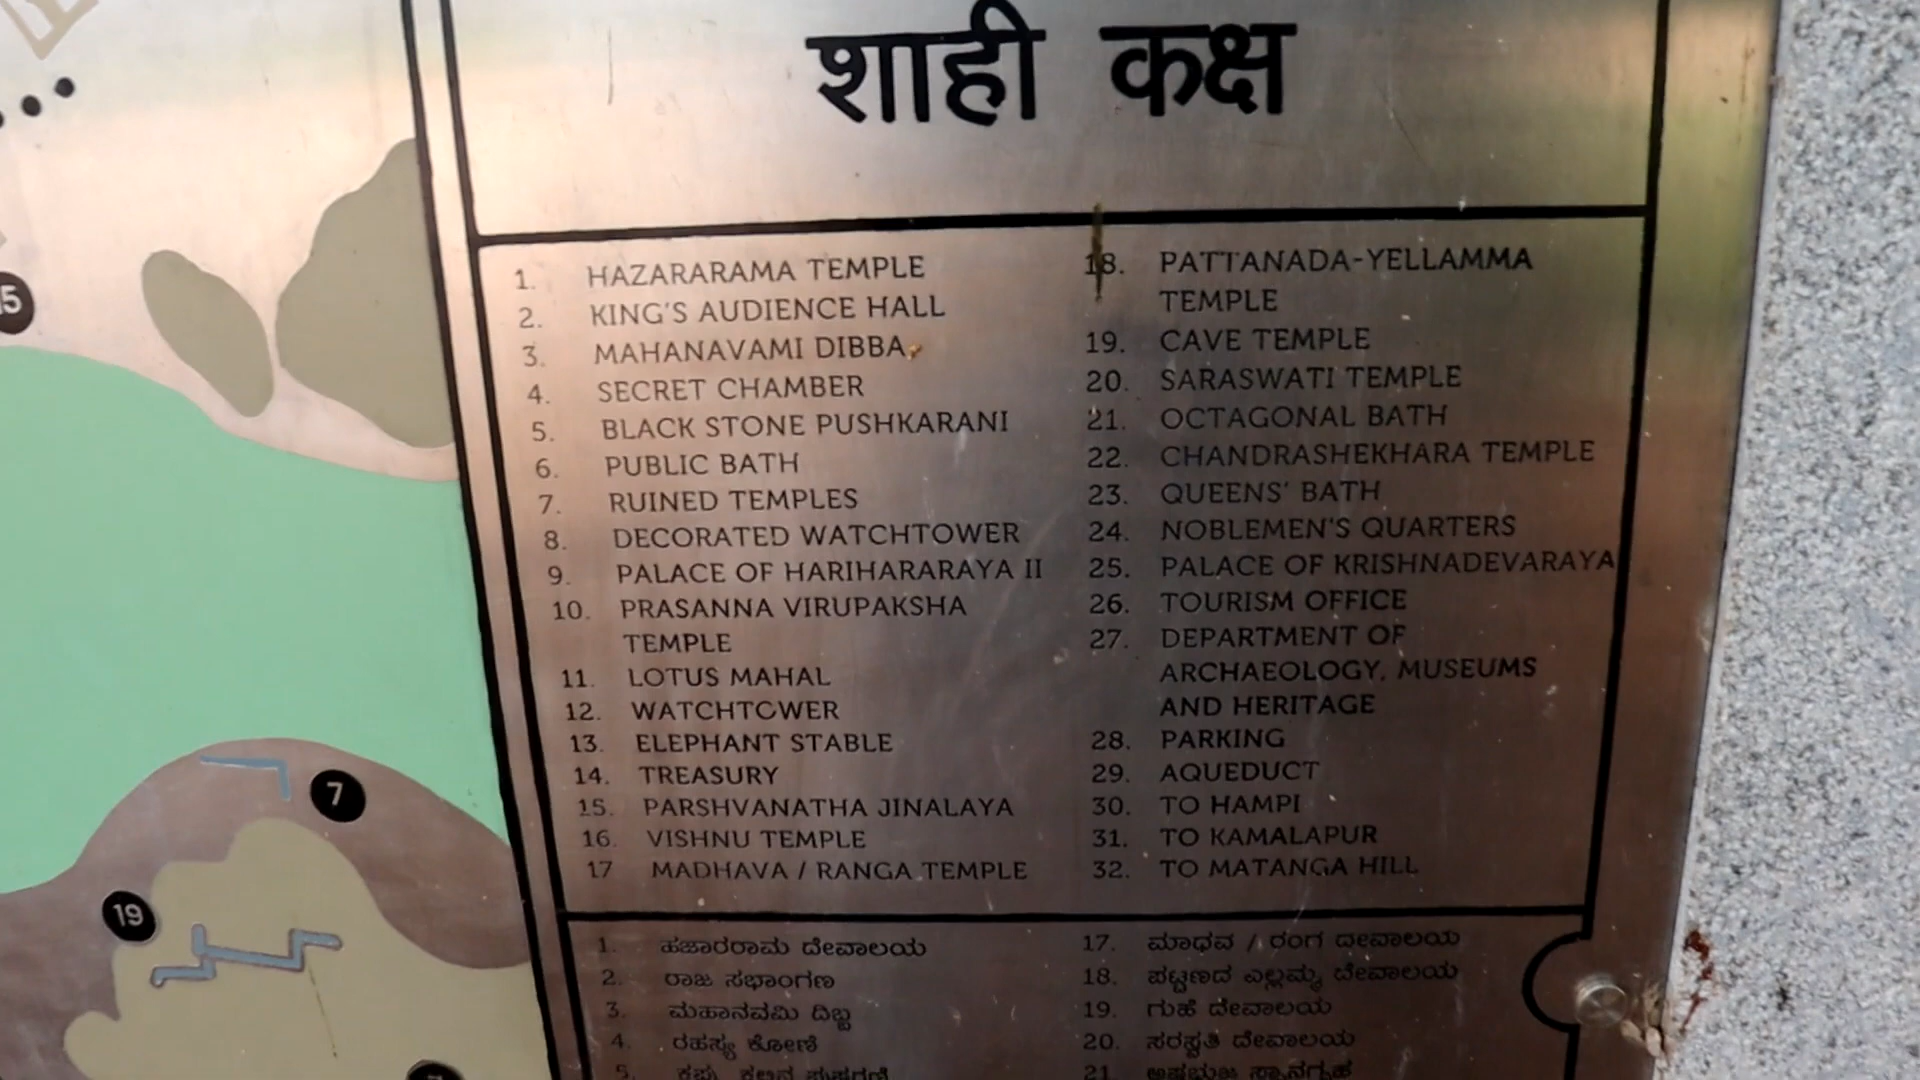 शाही कक्ष
1. HAZARARAMA TEMPLE
2. KING'S AUDIENCE HALL
3. MAHANAVAMI DIBBA
4. SECRET CHAMBER
5. BLACK STONE PUSHKARANI
6. PUBLIC BATH
7. RUINED TEMPLES
8. DECORATED WATCHTOWER
9. PALACE OF HARIHARARAYA II
10. PRASANNA VIRUPAKSHA
TEMPLE
11. LOTUS MAHAL
12. WATCHTOWER
13. ELEPHANT STABLE
14. TREASURY
15. PARSHVANATHA JINALAYA
16. VISHNU TEMPLE
17 MADHAVA / RANGA TEMPLE
18. PATTANADA-YELLAMMA
TEMPLE
19. CAVE TEMPLE
20. SARASWATI TEMPLE
21. OCTAGONAL BATH
22. CHANDRASHEKHARA TEMPLE
23. QUEENS' BATH
24. NOBLEMEN'S QUARTERS
25. PALACE OF KRISHNADEVARAYA
26. TOURISM OFFICE
27. DEPARTMENT OF
ARCHAEOLOGY, MUSEUMS
AND HERITAGE
28. PARKING
29. AQUEDUCT
30. TO HAMPI
31. TO KAMALAPUR
32. TO MATANGA HILL
1. ಹಜಾರರಾಮ ದೇವಾಲಯ
2. ರಾಜ ಸಭಾಂಗಣ
3. ಮಹಾನವಮಿ ದಿಬ್ಬ
4. ರಹಸ್ಯ ಕೋಣೆ
5.
17. ಮಾಧವ / ರಂಗ ದೇವಾಲಯ
18. ಪಟ್ಟಣದ ಎಲ್ಲಮ್ಮ ದೇವಾಲಯ
19. ಗುಹೆ ದೇವಾಲಯ
20. ಸರಸ್ವತಿ ದೇವಾಲಯ
21
7
19